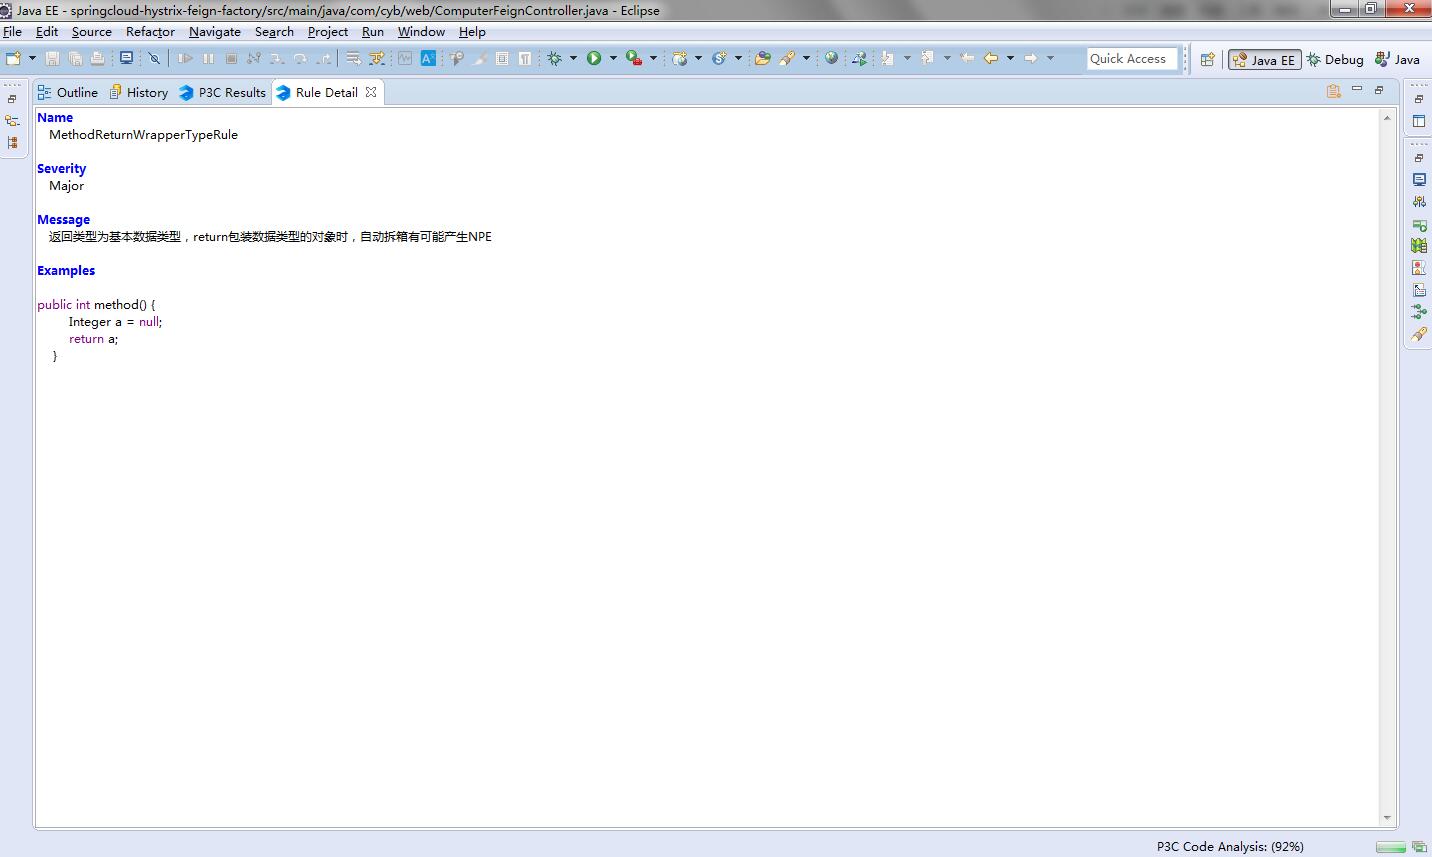 Java EE - springcloud-hystrix-feign-factory/src/main/java/com/cyb/web/ComputerFeignController.java - Eclipse
File Edit Source Refactor Navigate Search Project Run Window Help
Quick Access Java EE Debug Java
Outline History P3C Results Rule Detail
Name
MethodReturnWrapperTypeRule
Severity
Major
Message
返回类型为基本数据类型，return包装数据类型的对象时，自动拆箱有可能产生NPE
Examples
public int method() {
Integer a = null;
return a;
}
P3C Code Analysis: (92%)